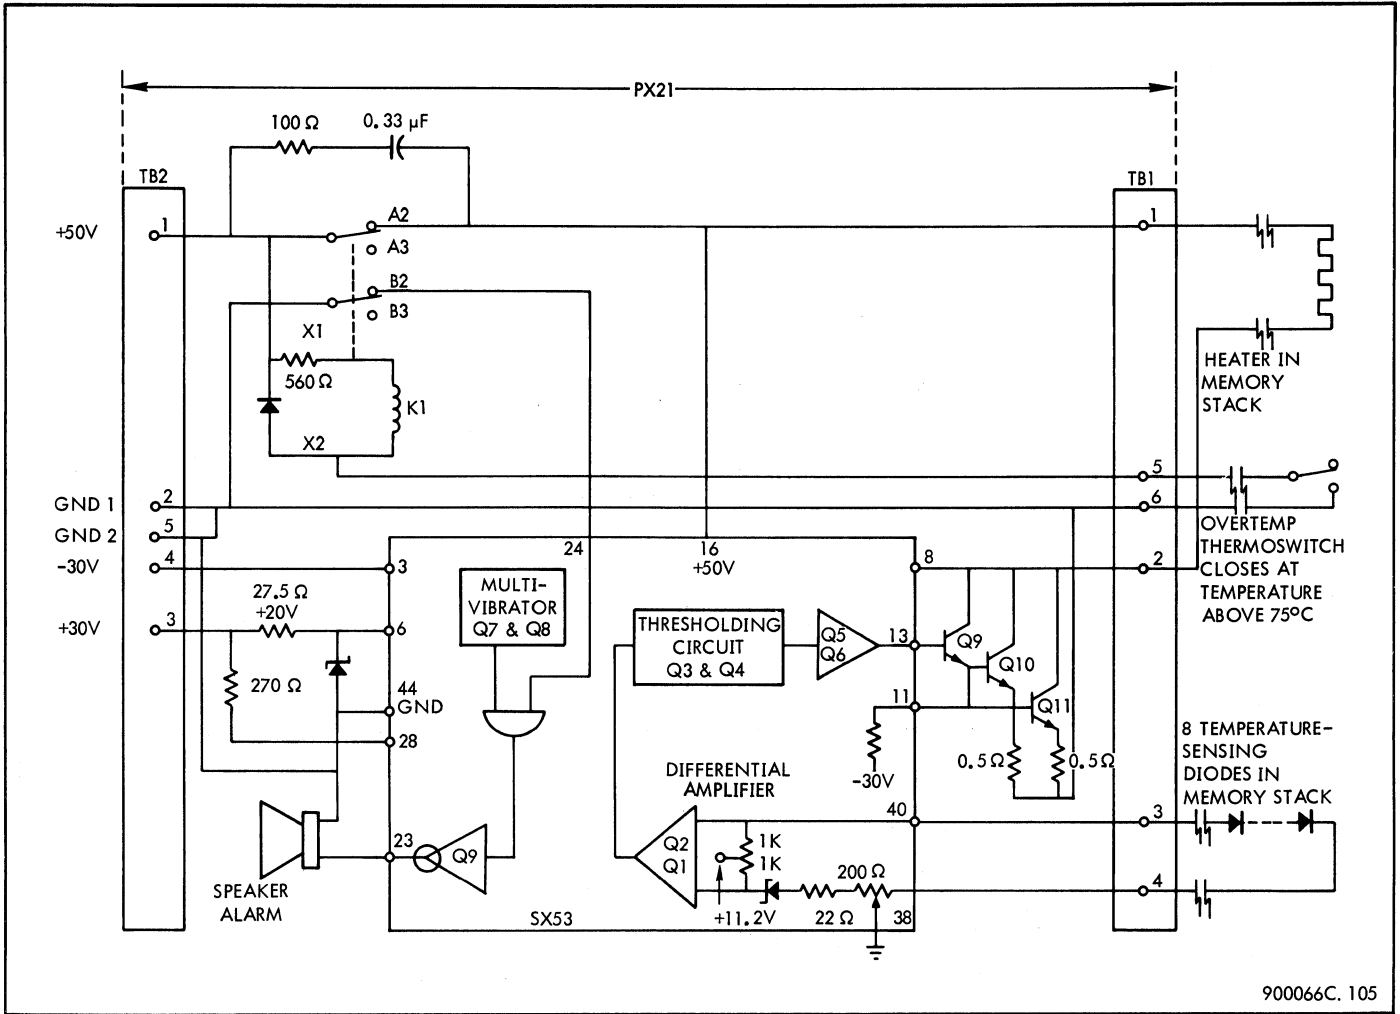 PX21
100 Ω
0.33 µF
TB2
TB1
+50V
1
A2
A3
B2
B3
1
X1
560 Ω
K1
X2
HEATER IN
MEMORY
STACK
5
6
GND 1
2
GND 2
5
-30V
4
+30V
3
OVERTEMP
THERMOSWITCH
CLOSES AT
TEMPERATURE
ABOVE 75°C
24
16
+50V
8
2
3
27.5 Ω
+20V
6
270 Ω
44
GND
28
MULTI-
VIBRATOR
Q7 & Q8
THRESHOLDING
CIRCUIT
Q3 & Q4
Q5
Q6
13
Q9
Q10
Q11
11
-30V
0.5 Ω
0.5 Ω
8 TEMPERATURE-
SENSING
DIODES IN
MEMORY STACK
DIFFERENTIAL
AMPLIFIER
40
3
Q2
Q1
1K
1K
+11.2V
22 Ω
200 Ω
38
4
23
Q9
SPEAKER
ALARM
SX53
900066C. 105